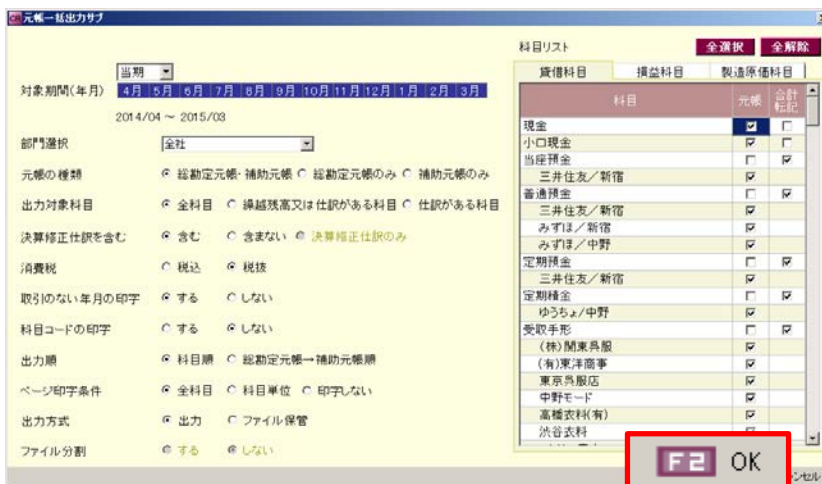 元帳一括出力サブ
当期
対象期間(年月) 4月 5月 6月 7月 8月 9月 10月 11月 12月 1月 2月 3月
2014/04 ～ 2015/03
部門選択 全社
元帳の種類 総勘定元帳・補助元帳 総勘定元帳のみ 補助元帳のみ
出力対象科目 全科目 繰越残高又は仕訳がある科目 仕訳がある科目
決算修正仕訳を含む 含む 含まない 決算修正仕訳のみ
消費税 税込 税抜
取引のない年月の印字 する しない
科目コードの印字 する しない
出力順 科目順 総勘定元帳→補助元帳順
ページ印字条件 全科目 科目単位 印字しない
出力方式 出力 ファイル保管
ファイル分割 する しない
科目リスト 全選択 全解除
貸借科目 損益科目 製造原価科目
科目 元帳 合計転記
現金
小口現金
当座預金
三井住友／新宿
普通預金
三井住友／新宿
みずほ／新宿
みずほ／中野
定期預金
三井住友／新宿
定期積金
ゆうちょ/中野
受取手形
(株)関東呉服
(有)東洋商事
東京呉服店
中野モード
高橋衣料(有)
渋谷衣料
F2 OK
ンセル